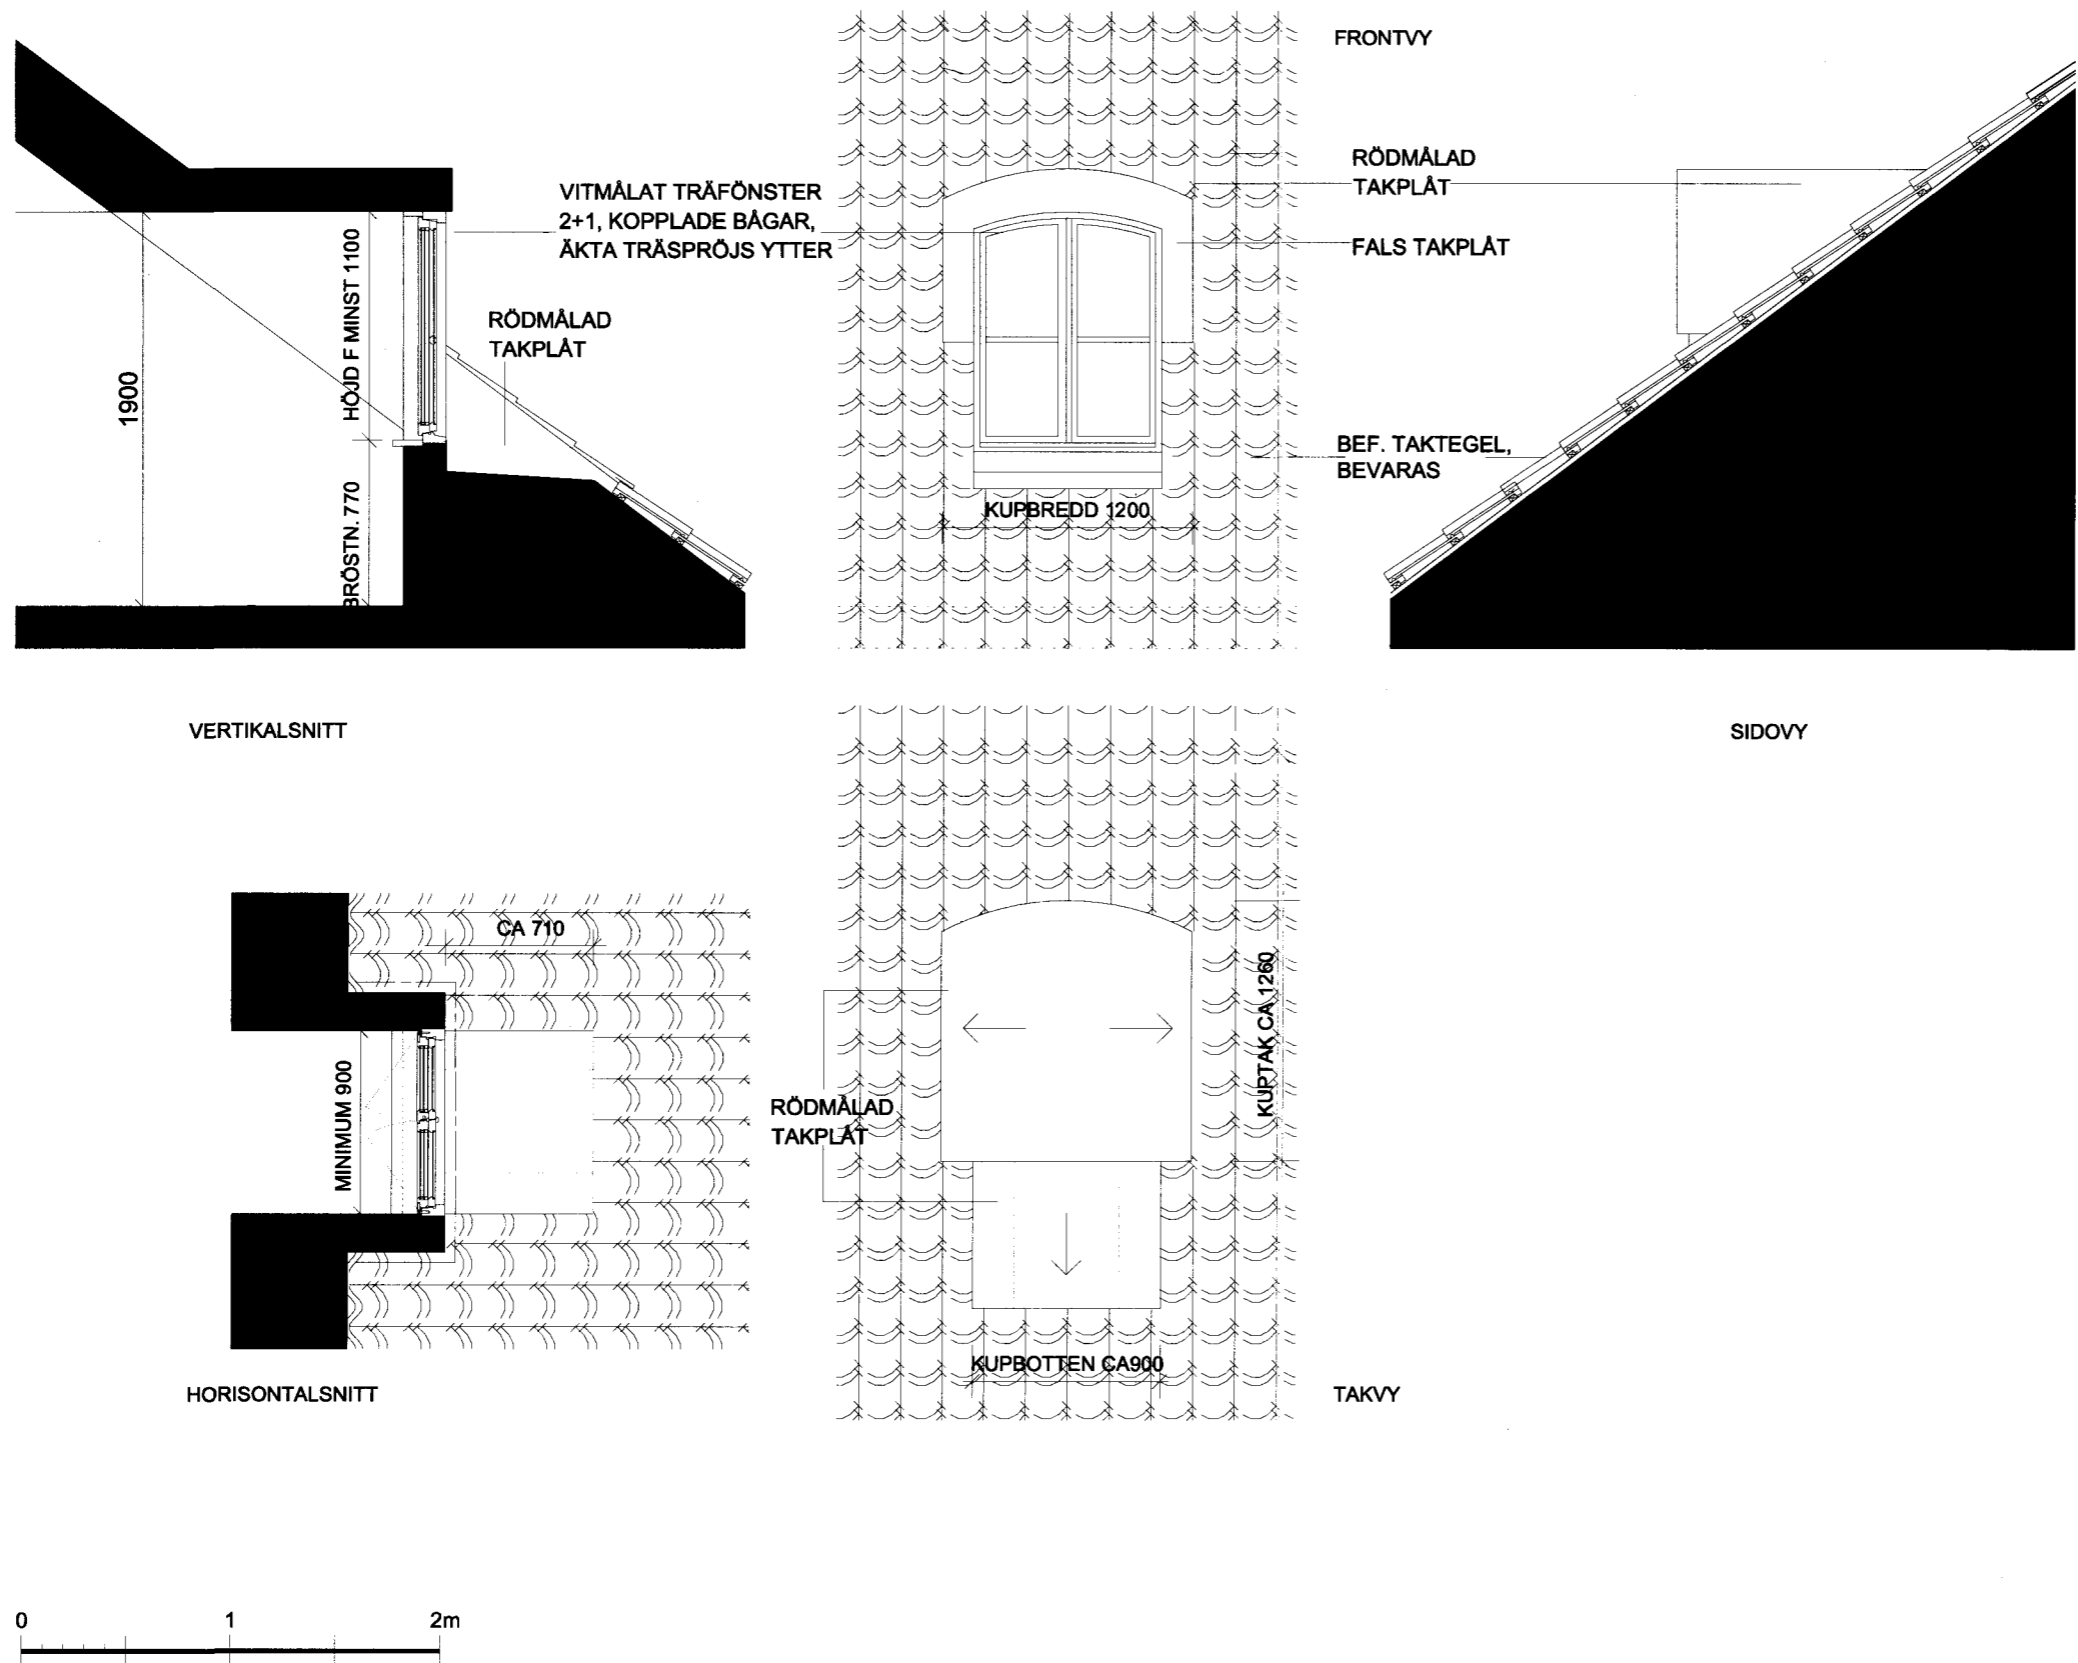 FRONTVY
RÖDMÅLAD
TAKPLÅT
VITMÅLAT TRÄFÖNSTER
2+1, KOPPLADE BÅGAR,
ÄKTA TRÄSPRÖJS YTTER
FALS TAKPLÅT
HÖJD F MINST 1100
RÖDMÅLAD
TAKPLÅT
1900
BEF. TAKTEGEL,
BEVARAS
BRÖSTN. 770
KUPBREDD 1200
VERTIKALSNITT
SIDOVY
CA 710
KUPTAK CA 1260
MINIMUM 900
RÖDMÅLAD
TAKPLÅT
KUPBOTTEN CA900
HORISONTALSNITT
TAKVY
0 1 2m